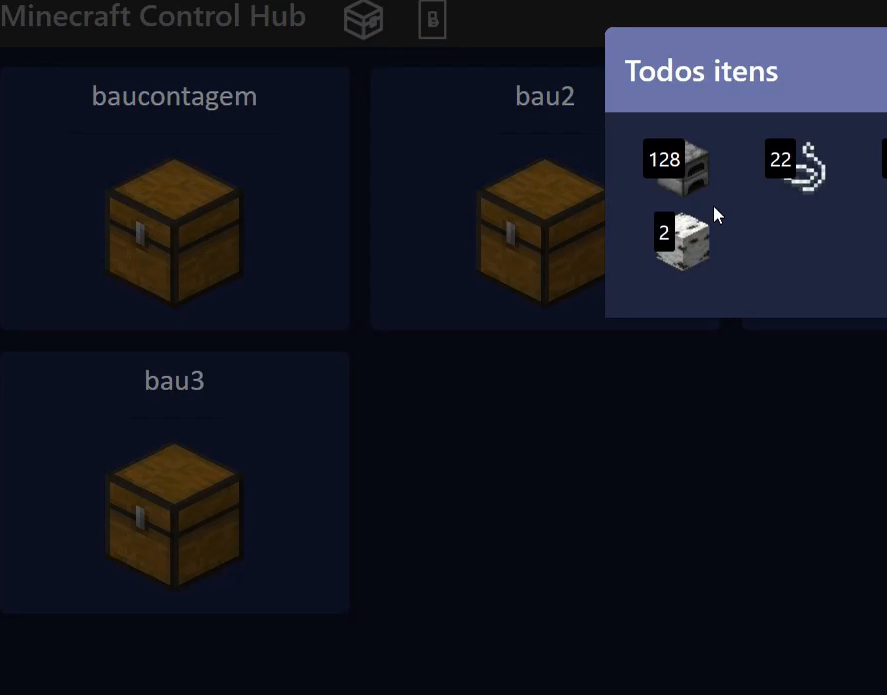 Minecraft Control Hub
Todos itens
baucontagem
bau2
128
22
2
bau3